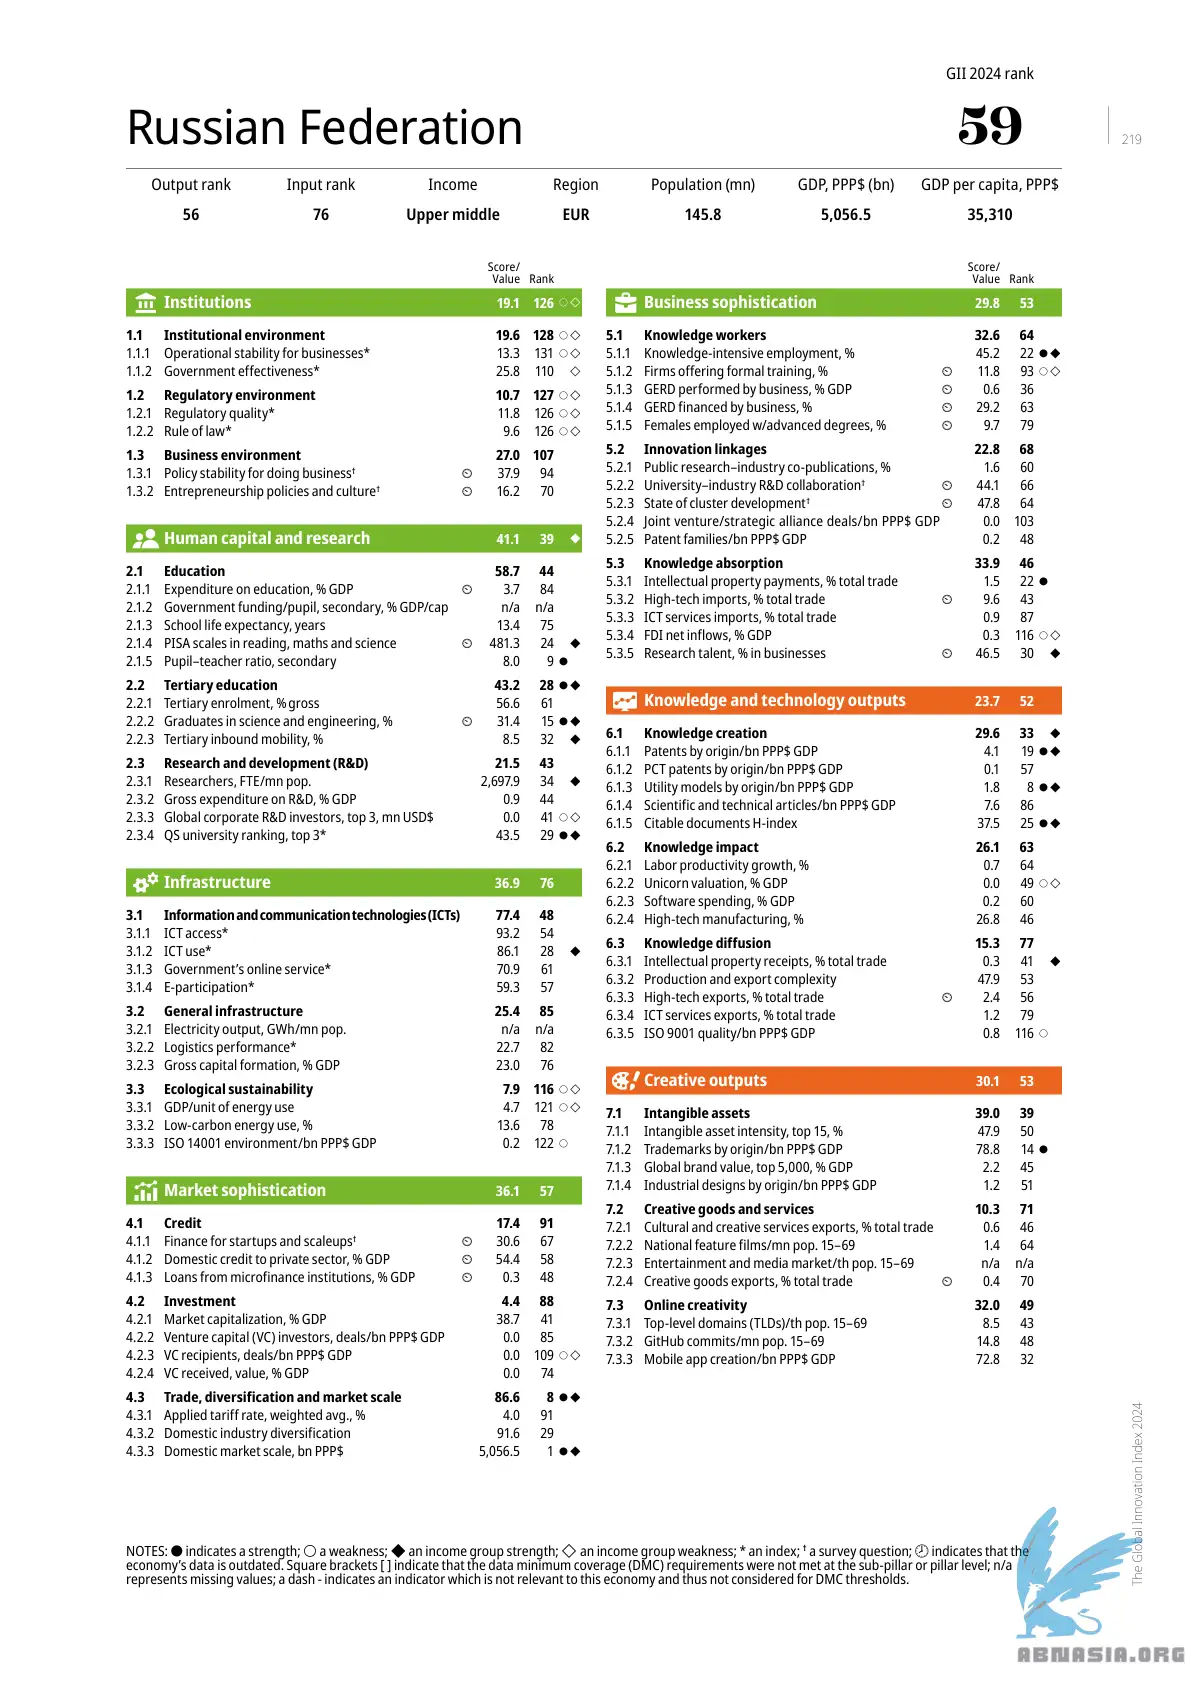 GII 2024 rank
Russian Federation
59
219
Output rank Input rank Income Region Population (mn) GDP, PPP$ (bn) GDP per capita, PPP$
56 76 Upper middle EUR 145.8 5,056.5 35,310
Score/
Value Rank
Institutions 19.1 126 ○◇
1.1 Institutional environment 19.6 128 ○◇
1.1.1 Operational stability for businesses* 13.3 131 ○◇
1.1.2 Government effectiveness* 25.8 110 ◇
1.2 Regulatory environment 10.7 127 ○◇
1.2.1 Regulatory quality* 11.8 126 ○◇
1.2.2 Rule of law* 9.6 126 ○◇
1.3 Business environment 27.0 107
1.3.1 Policy stability for doing business† 37.9 94
1.3.2 Entrepreneurship policies and culture† 16.2 70
Human capital and research 41.1 39 ◆
2.1 Education 58.7 44
2.1.1 Expenditure on education, % GDP 3.7 84
2.1.2 Government funding/pupil, secondary, % GDP/cap n/a n/a
2.1.3 School life expectancy, years 13.4 75
2.1.4 PISA scales in reading, maths and science 481.3 24 ◆
2.1.5 Pupil–teacher ratio, secondary 8.0 9 ●
2.2 Tertiary education 43.2 28 ●◆
2.2.1 Tertiary enrolment, % gross 56.6 61
2.2.2 Graduates in science and engineering, % 31.4 15 ●◆
2.2.3 Tertiary inbound mobility, % 8.5 32 ◆
2.3 Research and development (R&D) 21.5 43
2.3.1 Researchers, FTE/mn pop. 2,697.9 34 ◆
2.3.2 Gross expenditure on R&D, % GDP 0.9 44
2.3.3 Global corporate R&D investors, top 3, mn USD$ 0.0 41 ○◇
2.3.4 QS university ranking, top 3* 43.5 29 ●◆
Infrastructure 36.9 76
3.1 Information and communication technologies (ICTs) 77.4 48
3.1.1 ICT access* 93.2 54
3.1.2 ICT use* 86.1 28 ◆
3.1.3 Government's online service* 70.9 61
3.1.4 E-participation* 59.3 57
3.2 General infrastructure 25.4 85
3.2.1 Electricity output, GWh/mn pop. n/a n/a
3.2.2 Logistics performance* 22.7 82
3.2.3 Gross capital formation, % GDP 23.0 76
3.3 Ecological sustainability 7.9 116 ○◇
3.3.1 GDP/unit of energy use 4.7 121 ○◇
3.3.2 Low-carbon energy use, % 13.6 78
3.3.3 ISO 14001 environment/bn PPP$ GDP 0.2 122 ○
Market sophistication 36.1 57
4.1 Credit 17.4 91
4.1.1 Finance for startups and scaleups† 30.6 67
4.1.2 Domestic credit to private sector, % GDP 54.4 58
4.1.3 Loans from microfinance institutions, % GDP 0.3 48
4.2 Investment 4.4 88
4.2.1 Market capitalization, % GDP 38.7 41
4.2.2 Venture capital (VC) investors, deals/bn PPP$ GDP 0.0 85
4.2.3 VC recipients, deals/bn PPP$ GDP 0.0 109 ○◇
4.2.4 VC received, value, % GDP 0.0 74
4.3 Trade, diversification and market scale 86.6 8 ●◆
4.3.1 Applied tariff rate, weighted avg., % 4.0 91
4.3.2 Domestic industry diversification 91.6 29
4.3.3 Domestic market scale, bn PPP$ 5,056.5 1 ●◆
Score/
Value Rank
Business sophistication 29.8 53
5.1 Knowledge workers 32.6 64
5.1.1 Knowledge-intensive employment, % 45.2 22 ●◆
5.1.2 Firms offering formal training, % 11.8 93 ○◇
5.1.3 GERD performed by business, % GDP 0.6 36
5.1.4 GERD financed by business, % 29.2 63
5.1.5 Females employed w/advanced degrees, % 9.7 79
5.2 Innovation linkages 22.8 68
5.2.1 Public research–industry co-publications, % 1.6 60
5.2.2 University–industry R&D collaboration† 44.1 66
5.2.3 State of cluster development† 47.8 64
5.2.4 Joint venture/strategic alliance deals/bn PPP$ GDP 0.0 103
5.2.5 Patent families/bn PPP$ GDP 0.2 48
5.3 Knowledge absorption 33.9 46
5.3.1 Intellectual property payments, % total trade 1.5 22 ●
5.3.2 High-tech imports, % total trade 9.6 43
5.3.3 ICT services imports, % total trade 0.9 87
5.3.4 FDI net inflows, % GDP 0.3 116 ○◇
5.3.5 Research talent, % in businesses 46.5 30 ◆
Knowledge and technology outputs 23.7 52
6.1 Knowledge creation 29.6 33 ◆
6.1.1 Patents by origin/bn PPP$ GDP 4.1 19 ●◆
6.1.2 PCT patents by origin/bn PPP$ GDP 0.1 57
6.1.3 Utility models by origin/bn PPP$ GDP 1.8 8 ●◆
6.1.4 Scientific and technical articles/bn PPP$ GDP 7.6 86
6.1.5 Citable documents H-index 37.5 25 ●◆
6.2 Knowledge impact 26.1 63
6.2.1 Labor productivity growth, % 0.7 64
6.2.2 Unicorn valuation, % GDP 0.0 49 ○◇
6.2.3 Software spending, % GDP 0.2 60
6.2.4 High-tech manufacturing, % 26.8 46
6.3 Knowledge diffusion 15.3 77
6.3.1 Intellectual property receipts, % total trade 0.3 41 ◆
6.3.2 Production and export complexity 47.9 53
6.3.3 High-tech exports, % total trade 2.4 56
6.3.4 ICT services exports, % total trade 1.2 79
6.3.5 ISO 9001 quality/bn PPP$ GDP 0.8 116 ○
Creative outputs 30.1 53
7.1 Intangible assets 39.0 39
7.1.1 Intangible asset intensity, top 15, % 47.9 50
7.1.2 Trademarks by origin/bn PPP$ GDP 78.8 14 ●
7.1.3 Global brand value, top 5,000, % GDP 2.2 45
7.1.4 Industrial designs by origin/bn PPP$ GDP 1.2 51
7.2 Creative goods and services 10.3 71
7.2.1 Cultural and creative services exports, % total trade 0.6 46
7.2.2 National feature films/mn pop. 15–69 1.4 64
7.2.3 Entertainment and media market/th pop. 15–69 n/a n/a
7.2.4 Creative goods exports, % total trade 0.4 70
7.3 Online creativity 32.0 49
7.3.1 Top-level domains (TLDs)/th pop. 15–69 8.5 43
7.3.2 GitHub commits/mn pop. 15–69 14.8 48
7.3.3 Mobile app creation/bn PPP$ GDP 72.8 32
The Global Innovation Index 2024
NOTES: ● indicates a strength; ○ a weakness; ◆ an income group strength; ◇ an income group weakness; * an index; † a survey question; 🕘 indicates that the
economy's data is outdated. Square brackets [ ] indicate that the data minimum coverage (DMC) requirements were not met at the sub-pillar or pillar level; n/a
represents missing values; a dash - indicates an indicator which is not relevant to this economy and thus not considered for DMC thresholds.
ABNASIA.ORG